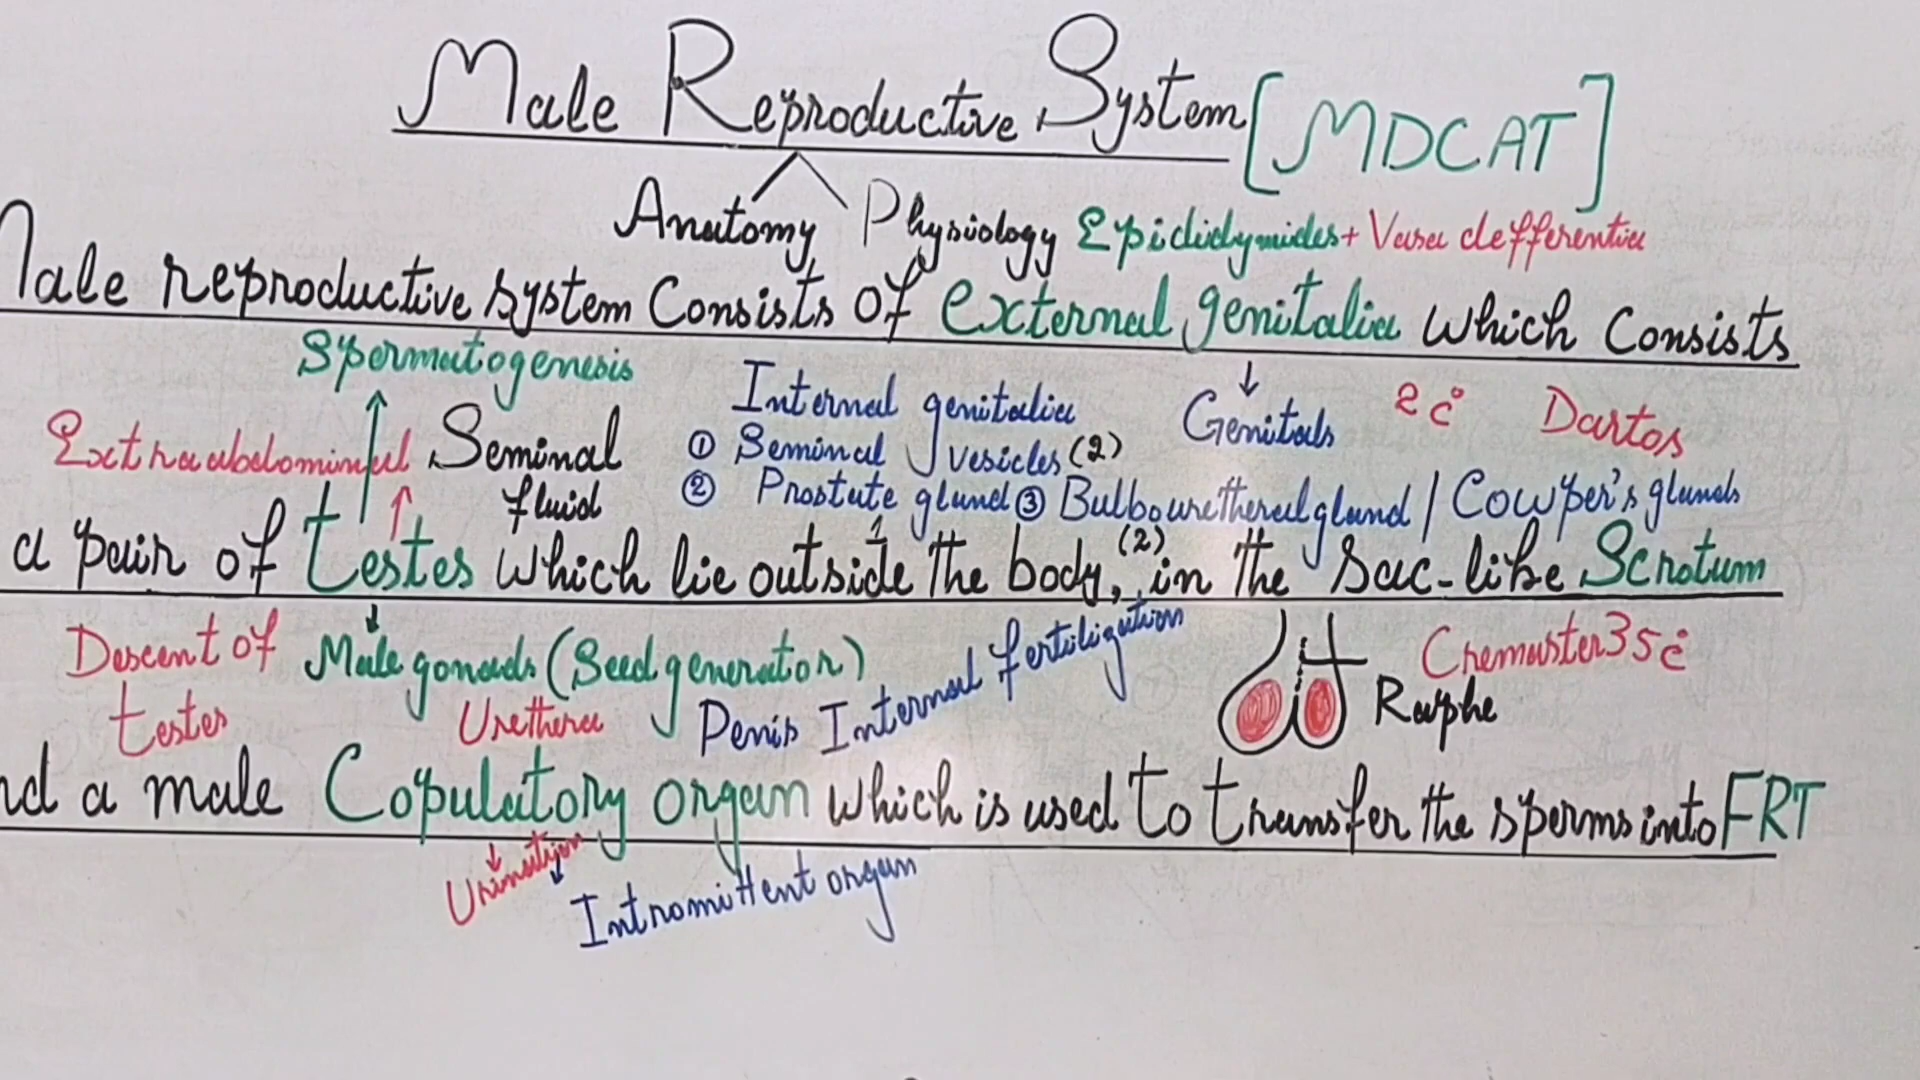 Male Reproductive System [MDCAT]
Anatomy Physiology Epididymides + Vasa defferentia
Male reproductive system consists of external genitalia which consists
Spermatogenesis
Internal genitalia
Genitals 2c° Dartos
Extraabdominal Seminal fluid
① Seminal vesicles (2)
② Prostate gland ③ Bulbourethral gland / Cowper's glands
1 (2)
a pair of testes which lie outside the body, in the sac-like Scrotum
Descent of testes
Male gonads (Seed generator)
Internal fertilization
Cremaster 35c°
Urethera Penis
Raphe
nd a male Copulatory organ which is used to transfer the sperms into FRT
Urination
Intromittent organ